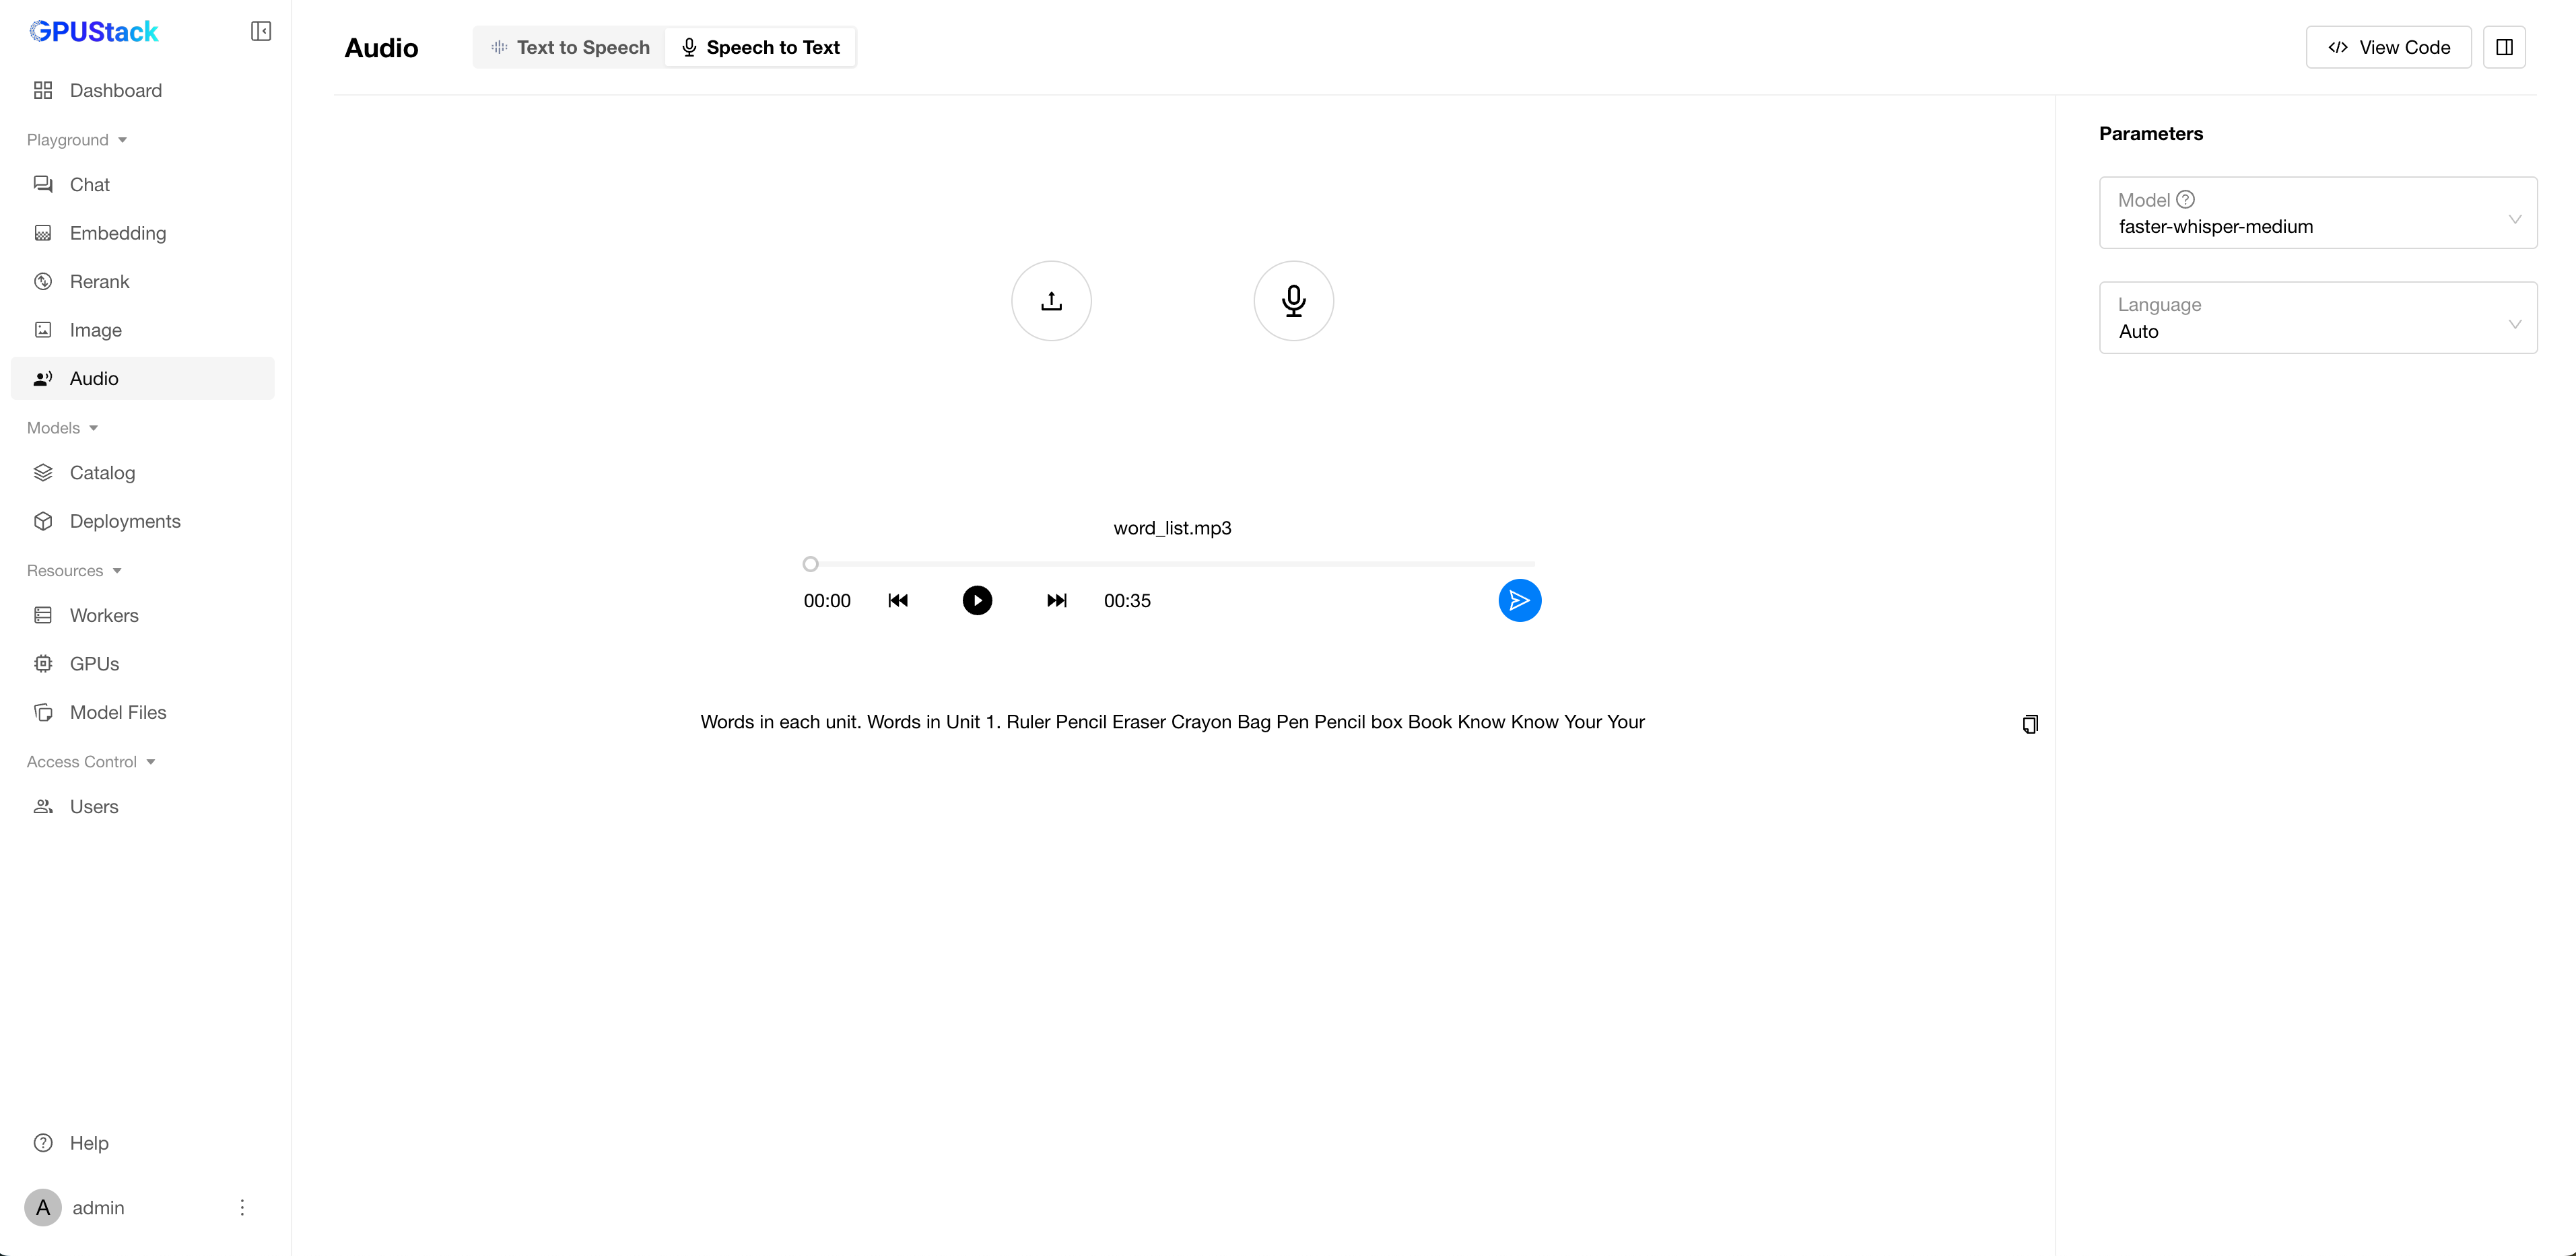 GPUStack
Dashboard
Playground
Chat
Embedding
Rerank
Image
Audio
Models
Catalog
Deployments
Resources
Workers
GPUs
Model Files
Access Control
Users
Help
A admin
Audio
Text to Speech
Speech to Text
View Code
word_list.mp3
00:00
00:35
Words in each unit. Words in Unit 1. Ruler Pencil Eraser Crayon Bag Pen Pencil box Book Know Know Your Your
Parameters
Model
faster-whisper-medium
Language
Auto